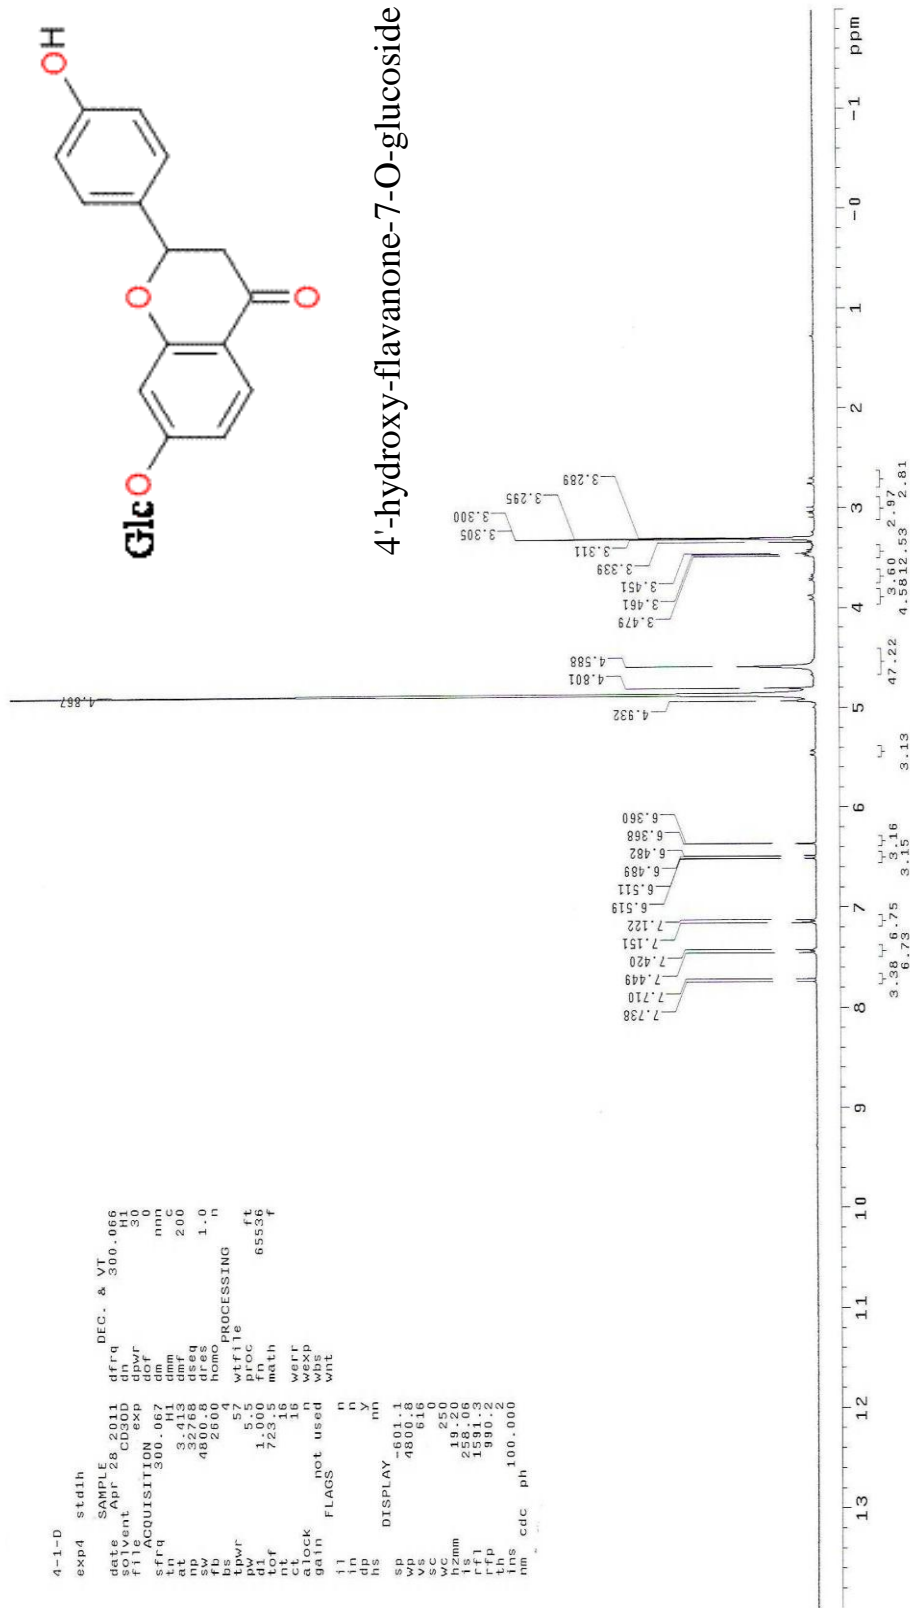 4-1-D
exp4 std1h
SAMPLE
date Apr 28 2011
solvent CD3OD
file exp
ACQUISITION
sfrq 300.067
tn H1
at 3.413
np 32768
sw 4800.8
fb 2600
bs 4
tpwr 57
pw 5.5
d1 1.000
tof 723.5
nt 16
ct 16
alock n
gain not used
FLAGS
il n
in n
dp y
hs nn
DISPLAY
sp -601.1
wp 4800.8
vs 616
sc 0
wc 250
hzmm 19.20
is 258.06
rfl 1591.3
rfp 990.2
th 2
ins 100.000
nm cdc ph
DEC. & VT
dfrq 300.066
dn H1
dpwr 30
dof 0
dm nnn
dmm c
dmf 200
dseq
dres 1.0
homo n
PROCESSING
wtfile
proc ft
fn 65536
math f
werr
wexp
wbs
wnt
GlcO
O
O
OH
4'-hydroxy-flavanone-7-O-glucoside
7.738
7.710
7.449
7.420
7.151
7.122
6.519
6.511
6.489
6.482
6.368
6.360
4.932
4.867
4.801
4.588
3.479
3.461
3.451
3.339
3.311
3.305
3.300
3.295
3.289
13 12 11 10 9 8 7 6 5 4 3 2 1 -0 -1 ppm
3.38 6.75 3.16 3.60 2.97
6.73 3.15 3.13 47.22 4.58 12.53 2.81